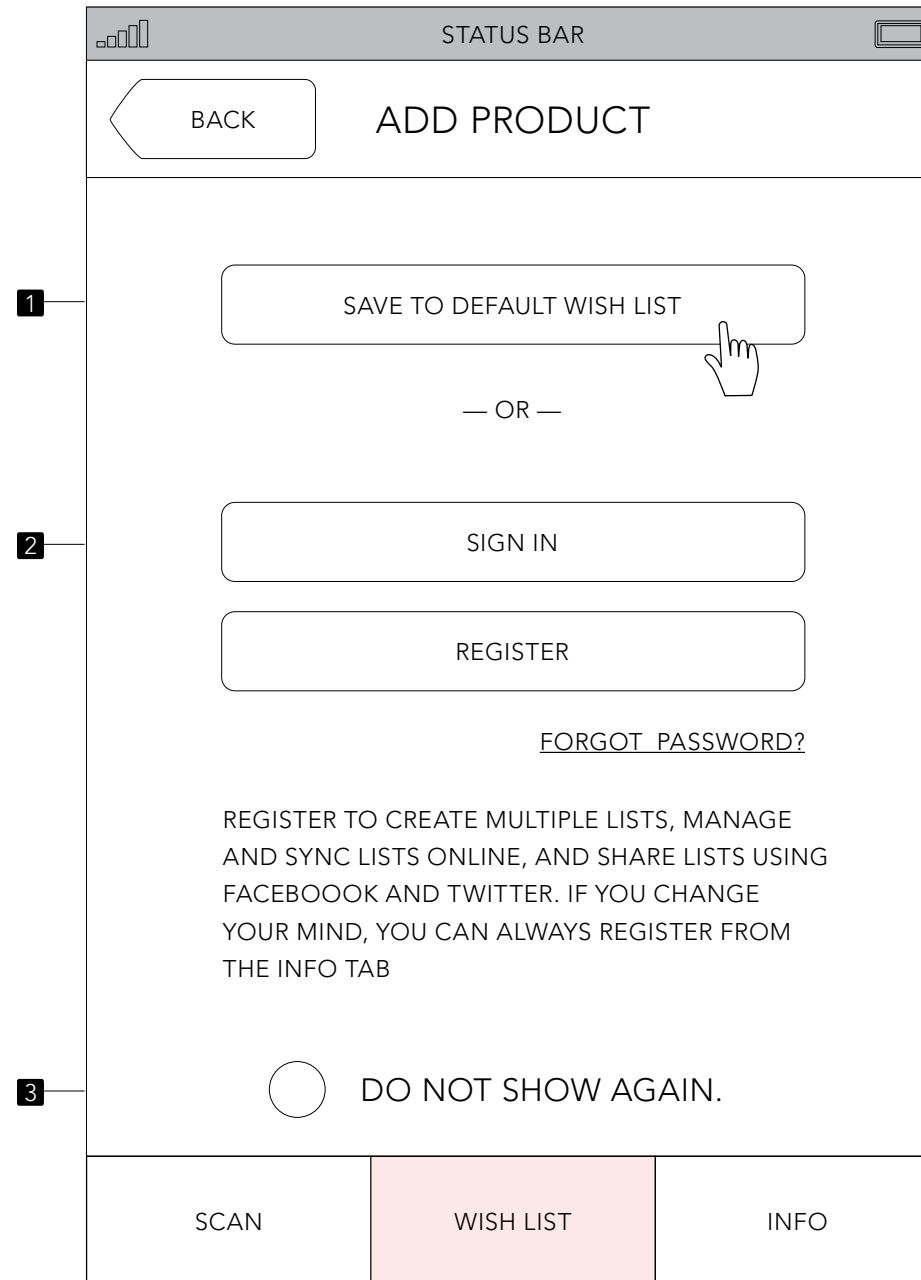 STATUS BAR
BACK
ADD PRODUCT
1
SAVE TO DEFAULT WISH LIST
— OR —
2
SIGN IN
REGISTER
FORGOT PASSWORD?
REGISTER TO CREATE MULTIPLE LISTS, MANAGE
AND SYNC LISTS ONLINE, AND SHARE LISTS USING
FACEBOOOK AND TWITTER. IF YOU CHANGE
YOUR MIND, YOU CAN ALWAYS REGISTER FROM
THE INFO TAB
3
DO NOT SHOW AGAIN.
SCAN
WISH LIST
INFO